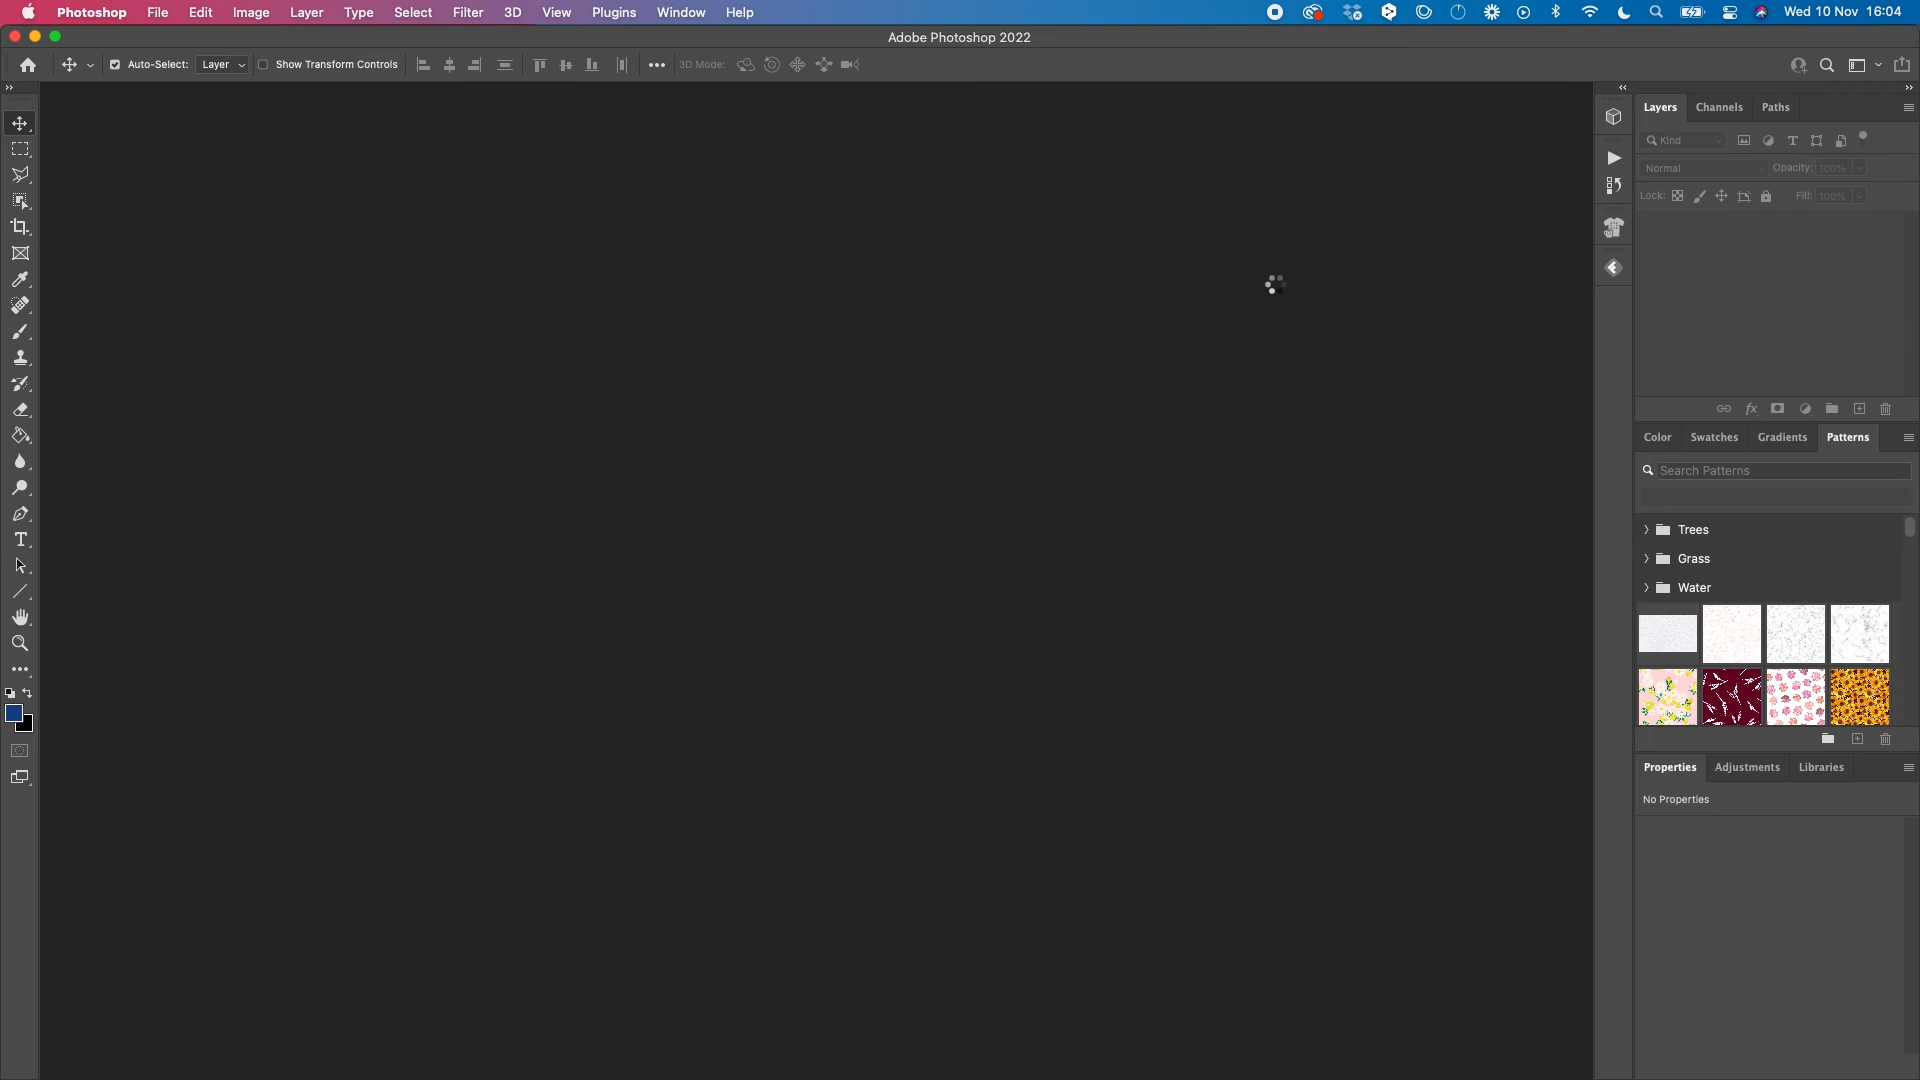 Photoshop File Edit Image Layer Type Select Filter 3D View Plugins Window Help Wed 10 Nov 16:04
Adobe Photoshop 2022
Auto-Select: Layer Show Transform Controls 3D Mode:
Layers Channels Paths
Kind
Normal Opacity: 100%
Lock: Fill: 100%
Color Swatches Gradients Patterns
Search Patterns
Trees
Grass
Water
Properties Adjustments Libraries
No Properties